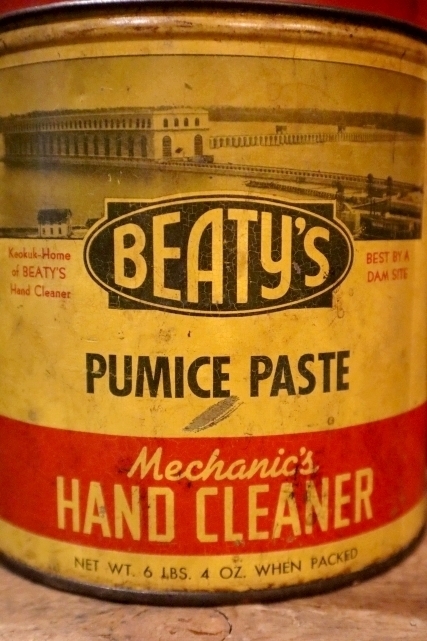 BEATY'S
Keokuk-Home
of BEATY'S
Hand Cleaner
BEST BY A
DAM SITE
PUMICE PASTE
Mechanic's
HAND CLEANER
NET WT. 6 LBS. 4 OZ. WHEN PACKED